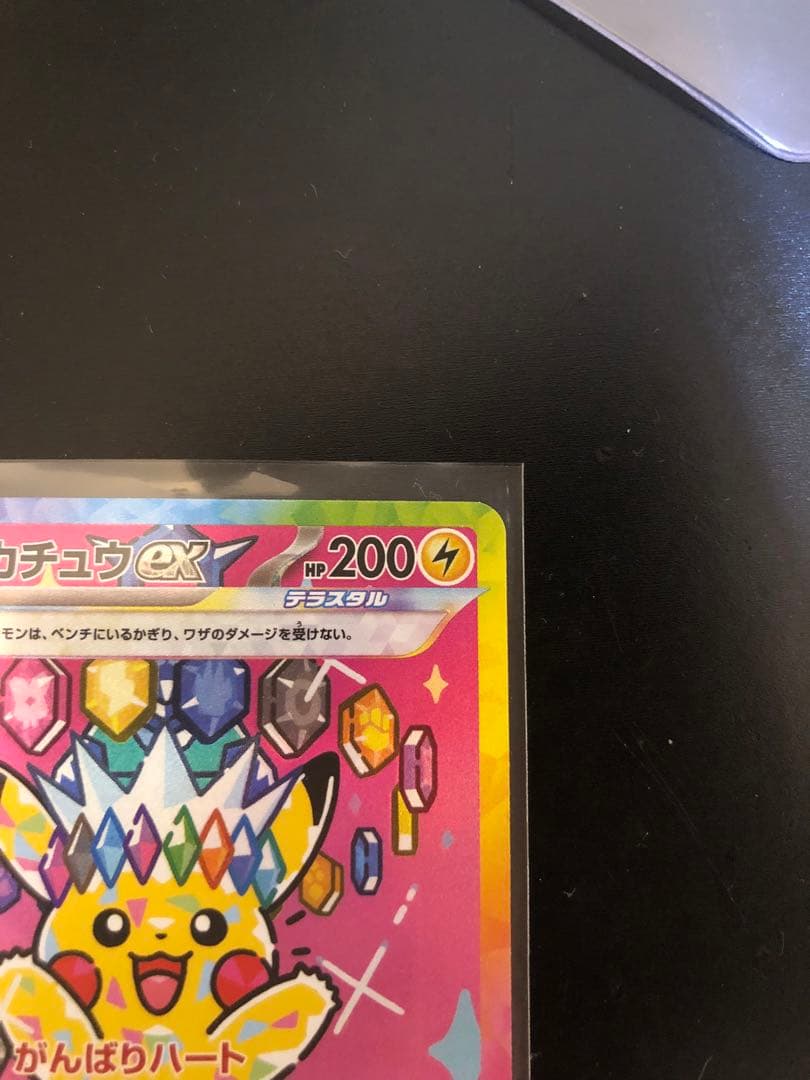 カチュウex HP200
テラスタル
モンは、ベンチにいるかぎり、ワザのダメージを受けない。
がんばりハート